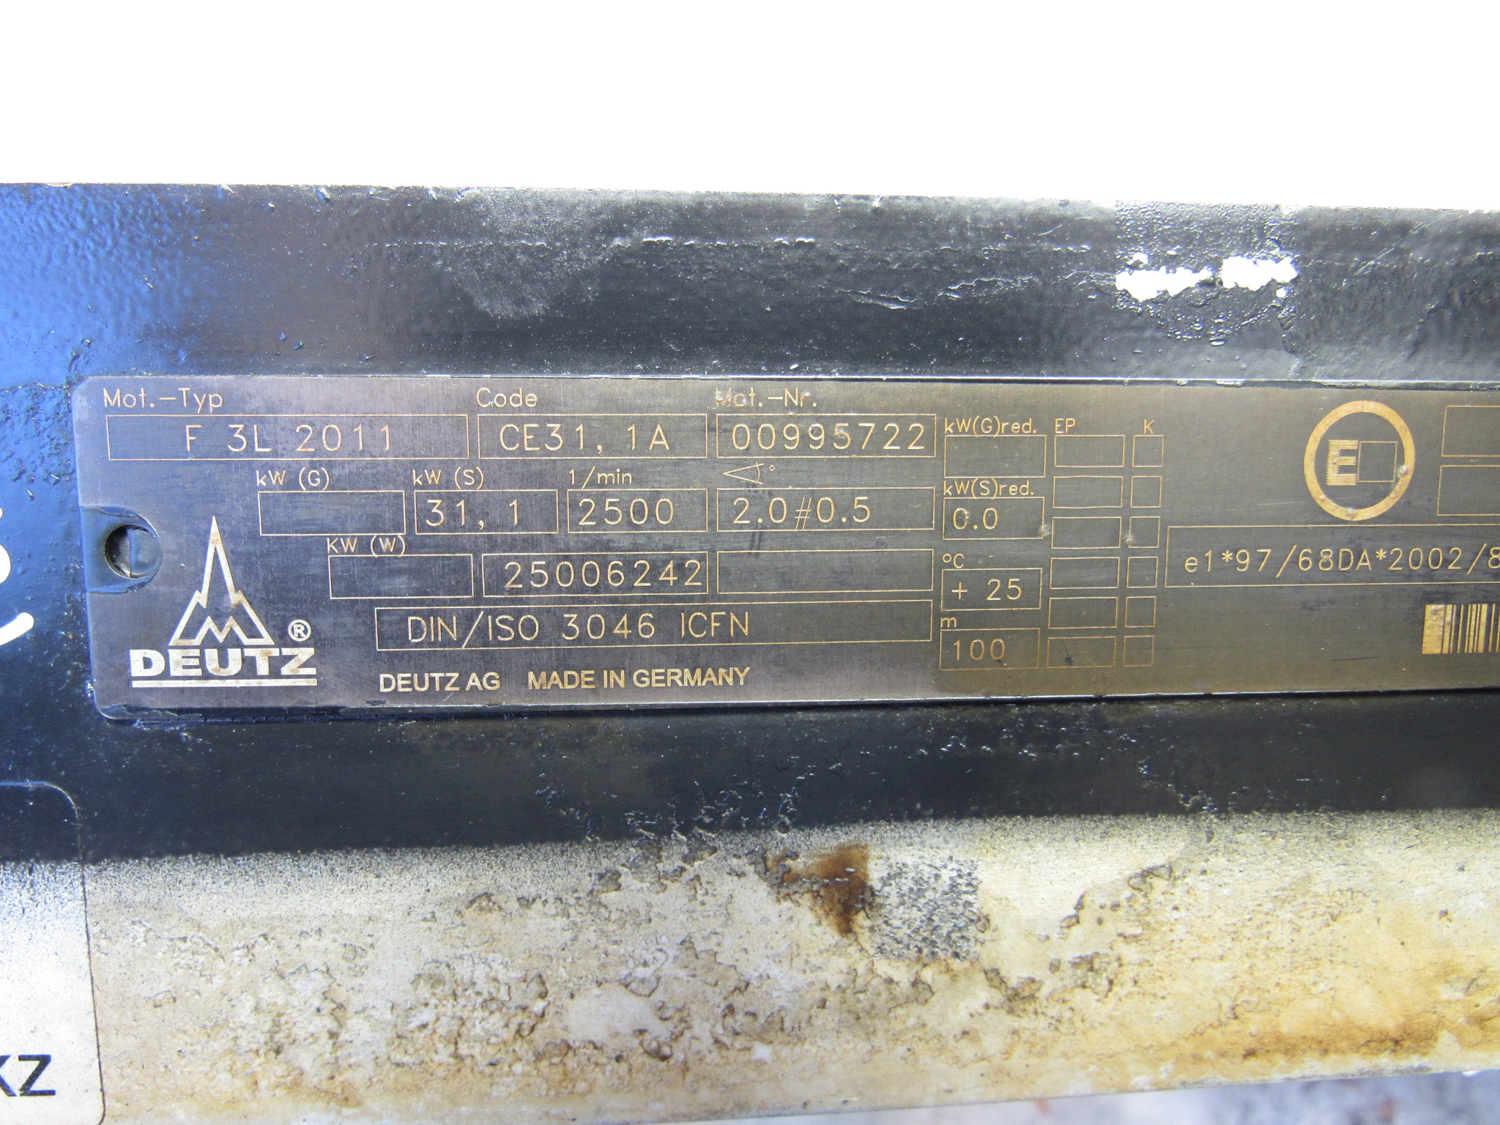 Mot.-Typ Code Mot.-Nr.
F 3L 2011 CE31,1A 00995722 kW(G)red. EP K
kW (G) kW (S) 1/min °
31,1 2500 2.0#0.5 kW(S)red.
0.0
KW (W)
25006242 °C
+ 25
DIN/ISO 3046 ICFN m
100
DEUTZ ®
DEUTZ AG MADE IN GERMANY
E
e1*97/68DA*2002/8
KZ